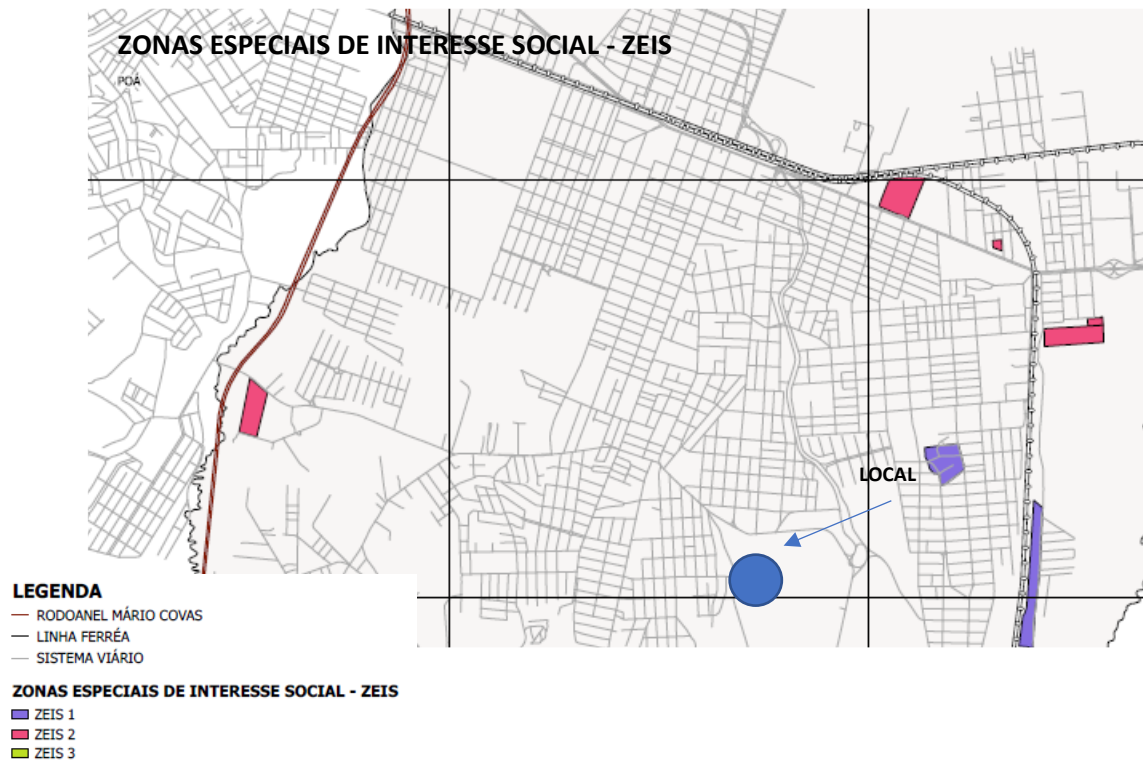 ZONAS ESPECIAIS DE INTERESSE SOCIAL - ZEIS
POÁ
LOCAL
LEGENDA
RODOANEL MÁRIO COVAS
LINHA FERRÉA
SISTEMA VIÁRIO
ZONAS ESPECIAIS DE INTERESSE SOCIAL - ZEIS
ZEIS 1
ZEIS 2
ZEIS 3